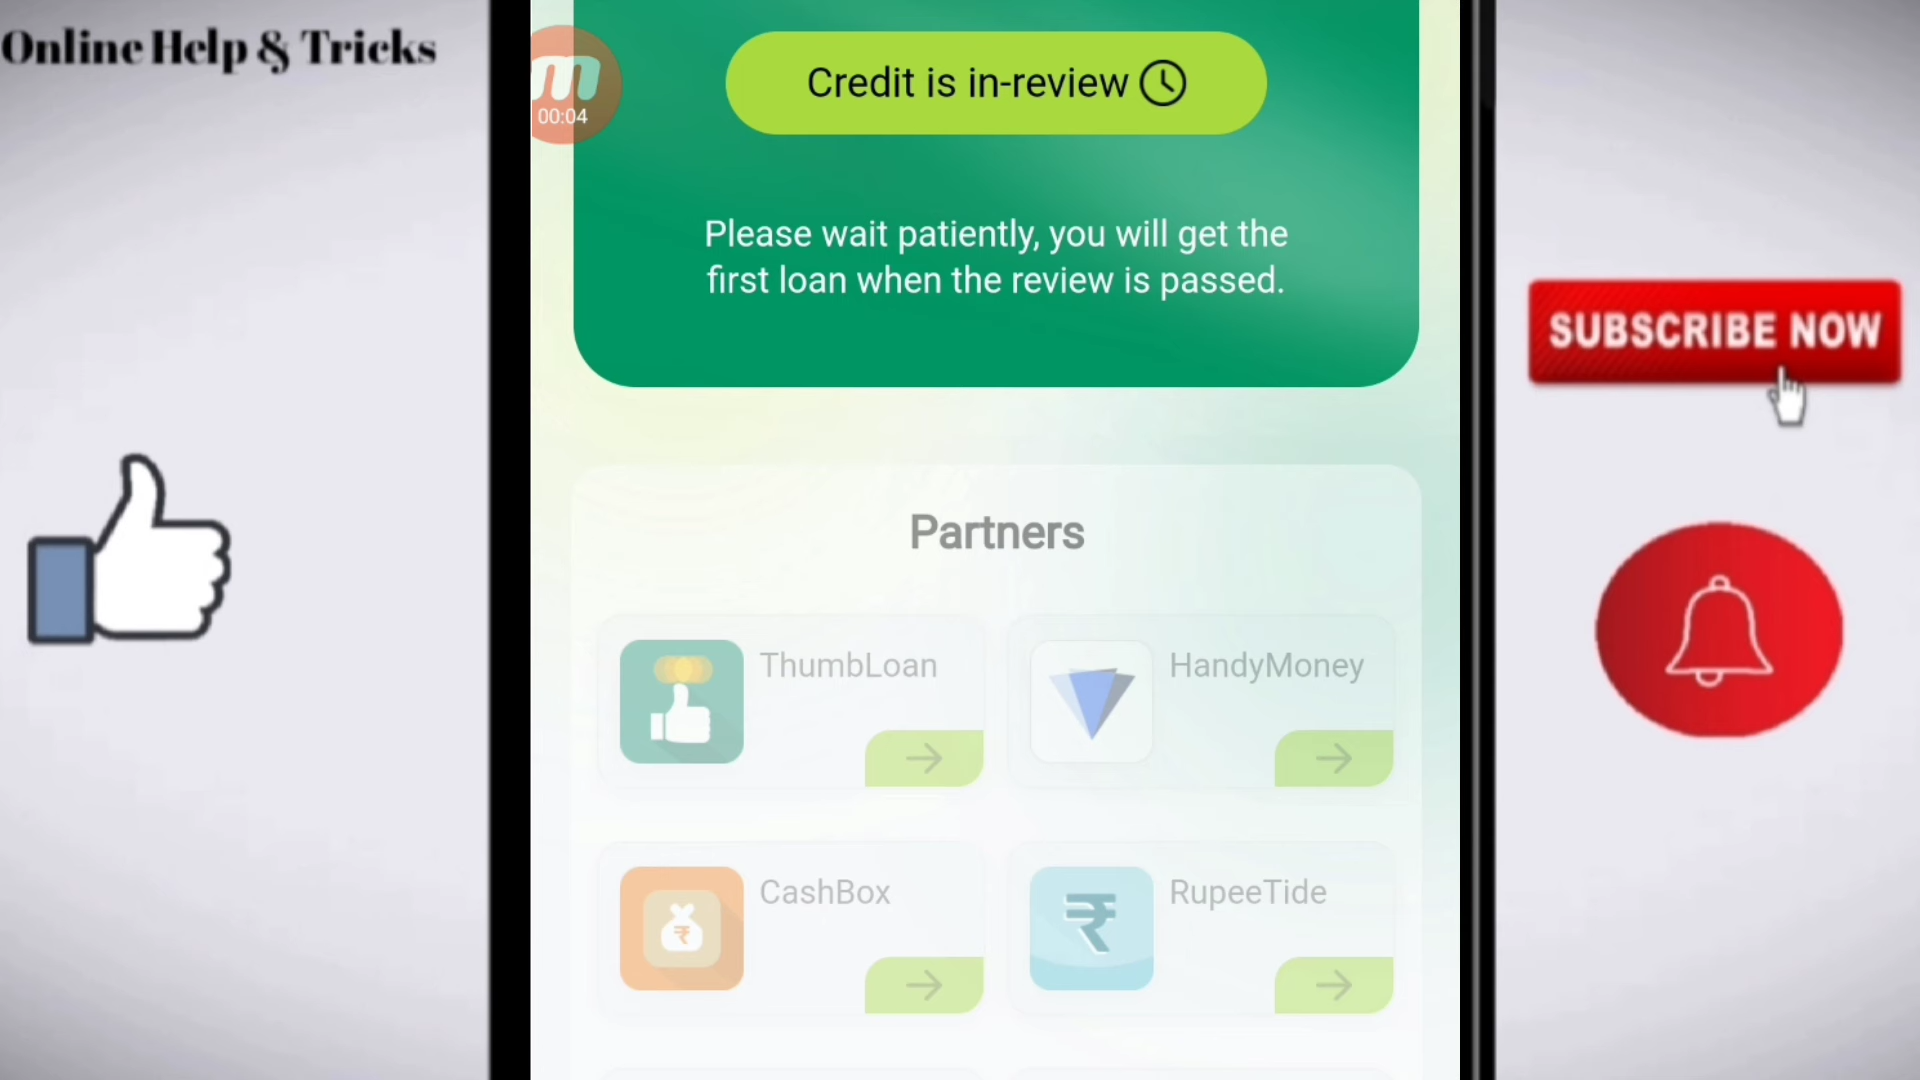 Online Help & Tricks
m
00:04
Credit is in-review
Please wait patiently, you will get the
first loan when the review is passed.
SUBSCRIBE NOW
Partners
ThumbLoan
HandyMoney
CashBox
₹
RupeeTide
₹